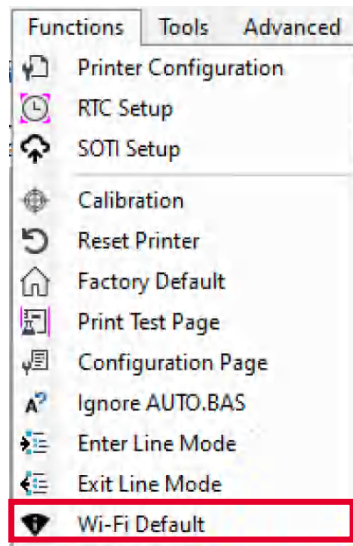 Functions Tools Advanced
Printer Configuration
RTC Setup
SOTI Setup
Calibration
Reset Printer
Factory Default
Print Test Page
Configuration Page
Ignore AUTO.BAS
Enter Line Mode
Exit Line Mode
Wi-Fi Default